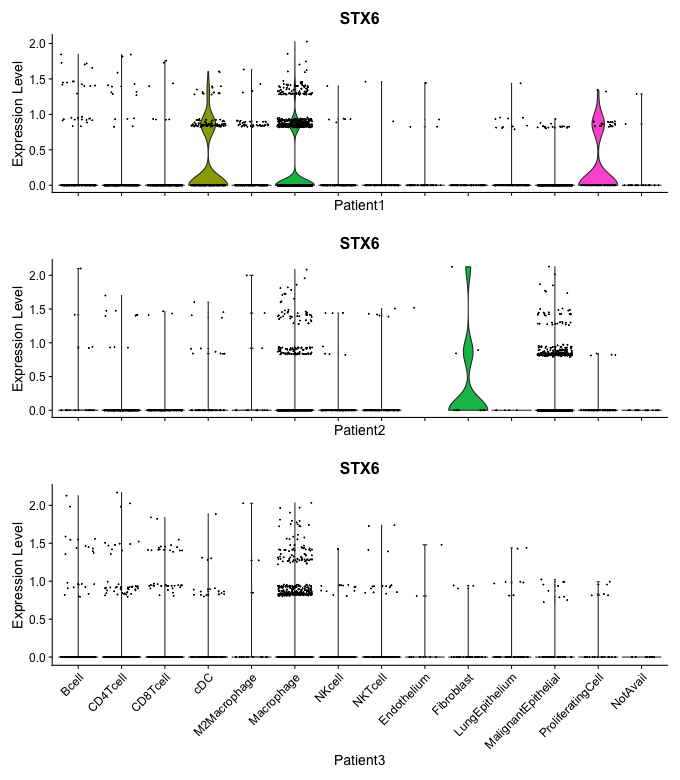 STX6
Expression Level
2.0
1.5
1.0
0.5
0.0
Patient1
STX6
Expression Level
2.0
1.5
1.0
0.5
0.0
Patient2
STX6
Expression Level
2.0
1.5
1.0
0.5
0.0
Bcell
CD4Tcell
CD8Tcell
cDC
M2Macrophage
Macrophage
NKcell
NKTcell
Endothelium
Fibroblast
LungEpithelium
MalignantEpithelial
ProliferatingCell
NotAvail
Patient3